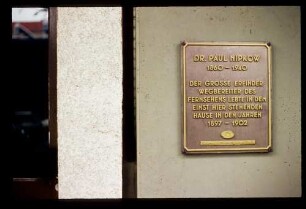 DR. PAUL NIPKOW
1860 - 1940
DER GROSSE ERFINDER
WEGBEREITER DES
FERNSEHENS LEBTE IN DEN
EINST HIER STEHENDEN
HAUSE IN DEN JAHREN
1897 - 1902